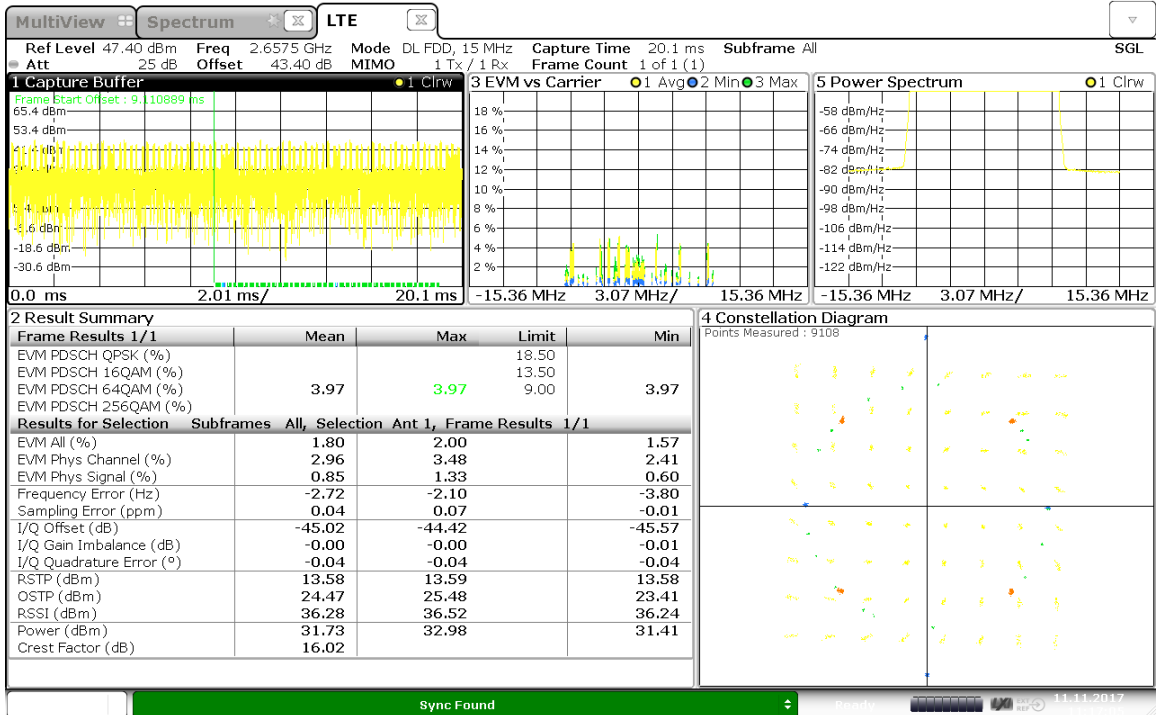 MultiView Spectrum LTE
Ref Level 47.40 dBm Freq 2.6575 GHz Mode DL FDD, 15 MHz Capture Time 20.1 ms Subframe All SGL
Att 25 dB Offset 43.40 dB MIMO 1 Tx / 1 Rx Frame Count 1 of 1 (1)
1 Capture Buffer 1 Clrw
Frame Start Offset : 9.110889 ms
65.4 dBm
53.4 dBm
-6.6 dBm
-18.6 dBm
-30.6 dBm
0.0 ms 2.01 ms/ 20.1 ms
3 EVM vs Carrier 1 Avg 2 Min 3 Max
18 %
16 %
14 %
12 %
10 %
8 %
6 %
4 %
2 %
-15.36 MHz 3.07 MHz/ 15.36 MHz
5 Power Spectrum 1 Clrw
-58 dBm/Hz
-66 dBm/Hz
-74 dBm/Hz
-82 dBm/Hz
-90 dBm/Hz
-98 dBm/Hz
-106 dBm/Hz
-114 dBm/Hz
-122 dBm/Hz
-15.36 MHz 3.07 MHz/ 15.36 MHz
2 Result Summary
Frame Results 1/1 Mean Max Limit Min
EVM PDSCH QPSK (%) 18.50
EVM PDSCH 16QAM (%) 13.50
EVM PDSCH 64QAM (%) 3.97 3.97 9.00 3.97
EVM PDSCH 256QAM (%)
Results for Selection Subframes All, Selection Ant 1, Frame Results 1/1
EVM All (%) 1.80 2.00 1.57
EVM Phys Channel (%) 2.96 3.48 2.41
EVM Phys Signal (%) 0.85 1.33 0.60
Frequency Error (Hz) -2.72 -2.10 -3.80
Sampling Error (ppm) 0.04 0.07 -0.01
I/Q Offset (dB) -45.02 -44.42 -45.57
I/Q Gain Imbalance (dB) -0.00 -0.00 -0.01
I/Q Quadrature Error (º) -0.04 -0.04 -0.04
RSTP (dBm) 13.58 13.59 13.58
OSTP (dBm) 24.47 25.48 23.41
RSSI (dBm) 36.28 36.52 36.24
Power (dBm) 31.73 32.98 31.41
Crest Factor (dB) 16.02
4 Constellation Diagram
Points Measured : 9108
Sync Found
Ready
LXI EXT REF 11.11.2017